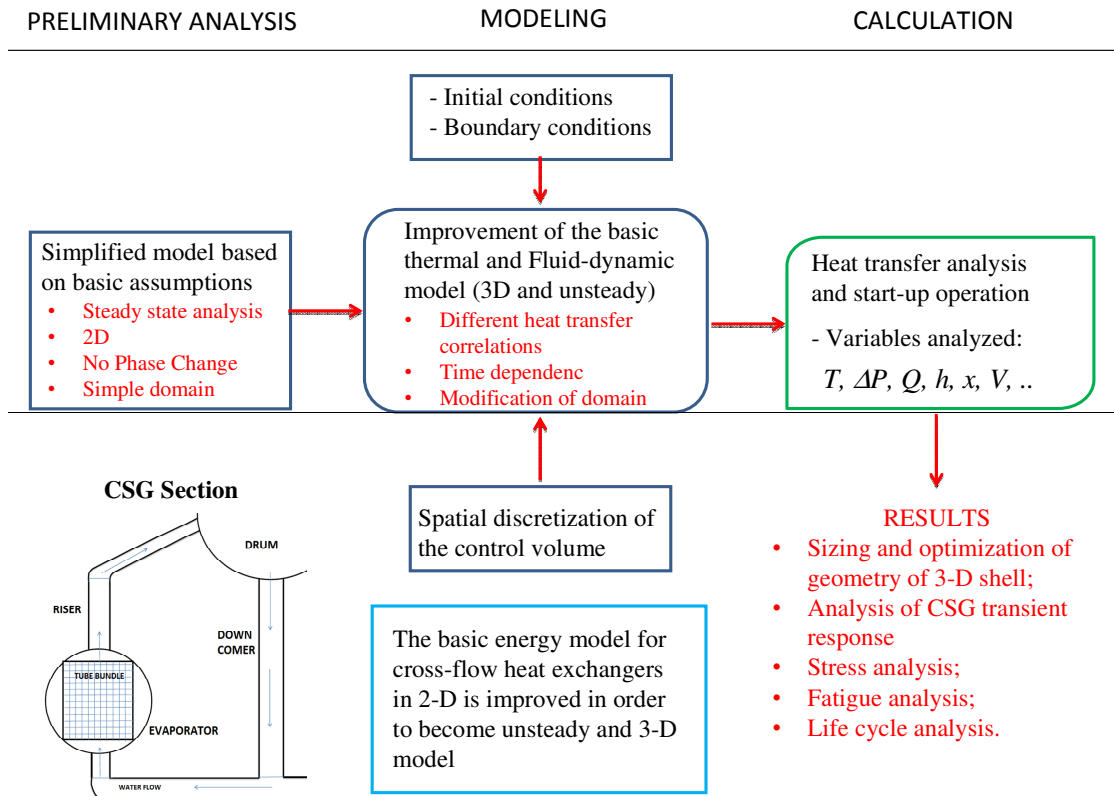 PRELIMINARY ANALYSIS
MODELING
CALCULATION
- Initial conditions
- Boundary conditions
Simplified model based
on basic assumptions
• Steady state analysis
• 2D
• No Phase Change
• Simple domain
Improvement of the basic
thermal and Fluid-dynamic
model (3D and unsteady)
• Different heat transfer
correlations
• Time dependenc
• Modification of domain
Heat transfer analysis
and start-up operation
- Variables analyzed:
T, ΔP, Q, h, x, V, ..
CSG Section
DRUM
RISER
DOWN
COMER
TUBE BUNDLE
EVAPORATOR
WATER FLOW
Spatial discretization of
the control volume
The basic energy model for
cross-flow heat exchangers
in 2-D is improved in order
to become unsteady and 3-D
model
RESULTS
• Sizing and optimization of
geometry of 3-D shell;
• Analysis of CSG transient
response
• Stress analysis;
• Fatigue analysis;
• Life cycle analysis.